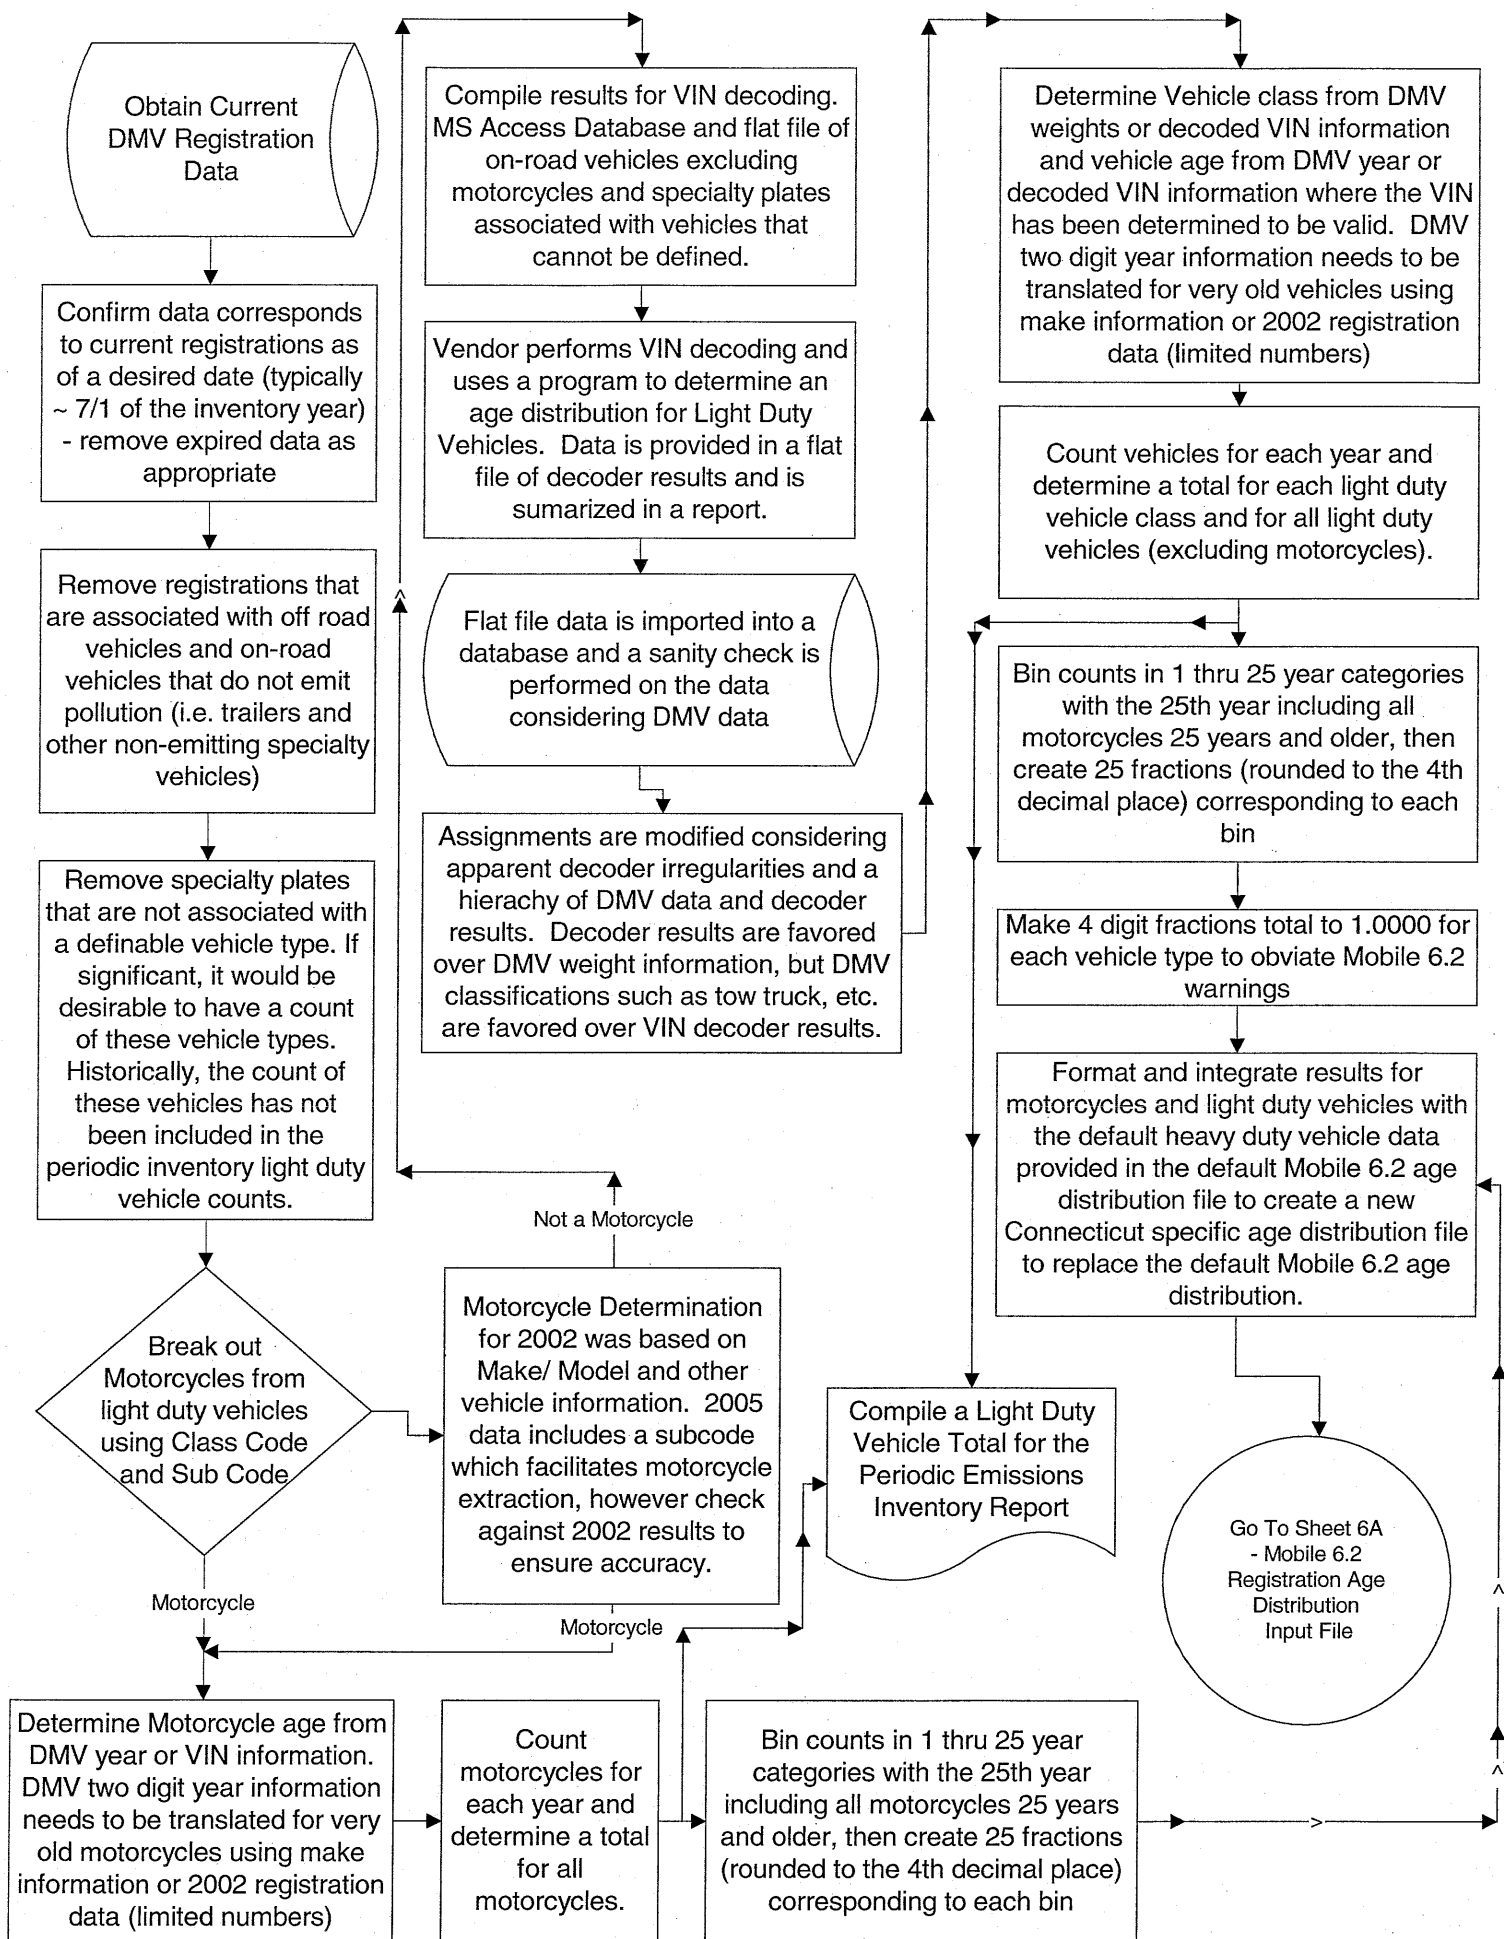 Obtain Current
DMV Registration
Data
Confirm data corresponds
to current registrations as
of a desired date (typically
~ 7/1 of the inventory year)
- remove expired data as
appropriate
Remove registrations that
are associated with off road
vehicles and on-road
vehicles that do not emit
pollution (i.e. trailers and
other non-emitting specialty
vehicles)
Remove specialty plates
that are not associated with
a definable vehicle type. If
significant, it would be
desirable to have a count
of these vehicle types.
Historically, the count of
these vehicles has not
been included in the
periodic inventory light duty
vehicle counts.
Break out
Motorcycles from
light duty vehicles
using Class Code
and Sub Code
Motorcycle
Not a Motorcycle
Motorcycle Determination
for 2002 was based on
Make/ Model and other
vehicle information.  2005
data includes a subcode
which facilitates motorcycle
extraction, however check
against 2002 results to
ensure accuracy.
Motorcycle
Determine Motorcycle age from
DMV year or VIN information.
DMV two digit year information
needs to be translated for very
old motorcycles using make
information or 2002 registration
data (limited numbers)
Count
motorcycles for
each year and
determine a total
for all
motorcycles.
Bin counts in 1 thru 25 year
categories with the 25th year
including all motorcycles 25 years
and older, then create 25 fractions
(rounded to the 4th decimal place)
corresponding to each bin
>
^
^
^
Compile results for VIN decoding.
MS Access Database and flat file of
on-road vehicles excluding
motorcycles and specialty plates
associated with vehicles that
cannot be defined.
Vendor performs VIN decoding and
uses a program to determine an
age distribution for Light Duty
Vehicles.  Data is provided in a flat
file of decoder results and is
sumarized in a report.
Flat file data is imported into a
database and a sanity check is
performed on the data
considering DMV data
Assignments are modified considering
apparent decoder irregularities and a
hierachy of DMV data and decoder
results.  Decoder results are favored
over DMV weight information, but DMV
classifications such as tow truck, etc.
are favored over VIN decoder results.
Determine Vehicle class from DMV
weights or decoded VIN information
and vehicle age from DMV year or
decoded VIN information where the VIN
has been determined to be valid.  DMV
two digit year information needs to be
translated for very old vehicles using
make information or 2002 registration
data (limited numbers)
Count vehicles for each year and
determine a total for each light duty
vehicle class and for all light duty
vehicles (excluding motorcycles).
Bin counts in 1 thru 25 year categories
with the 25th year including all
motorcycles 25 years and older, then
create 25 fractions (rounded to the 4th
decimal place) corresponding to each
bin
Make 4 digit fractions total to 1.0000 for
each vehicle type to obviate Mobile 6.2
warnings
Format and integrate results for
motorcycles and light duty vehicles with
the default heavy duty vehicle data
provided in the default Mobile 6.2 age
distribution file to create a new
Connecticut specific age distribution file
to replace the default Mobile 6.2 age
distribution.
Compile a Light Duty
Vehicle Total for the
Periodic Emissions
Inventory Report
Go To Sheet 6A
- Mobile 6.2
Registration Age
Distribution
Input File